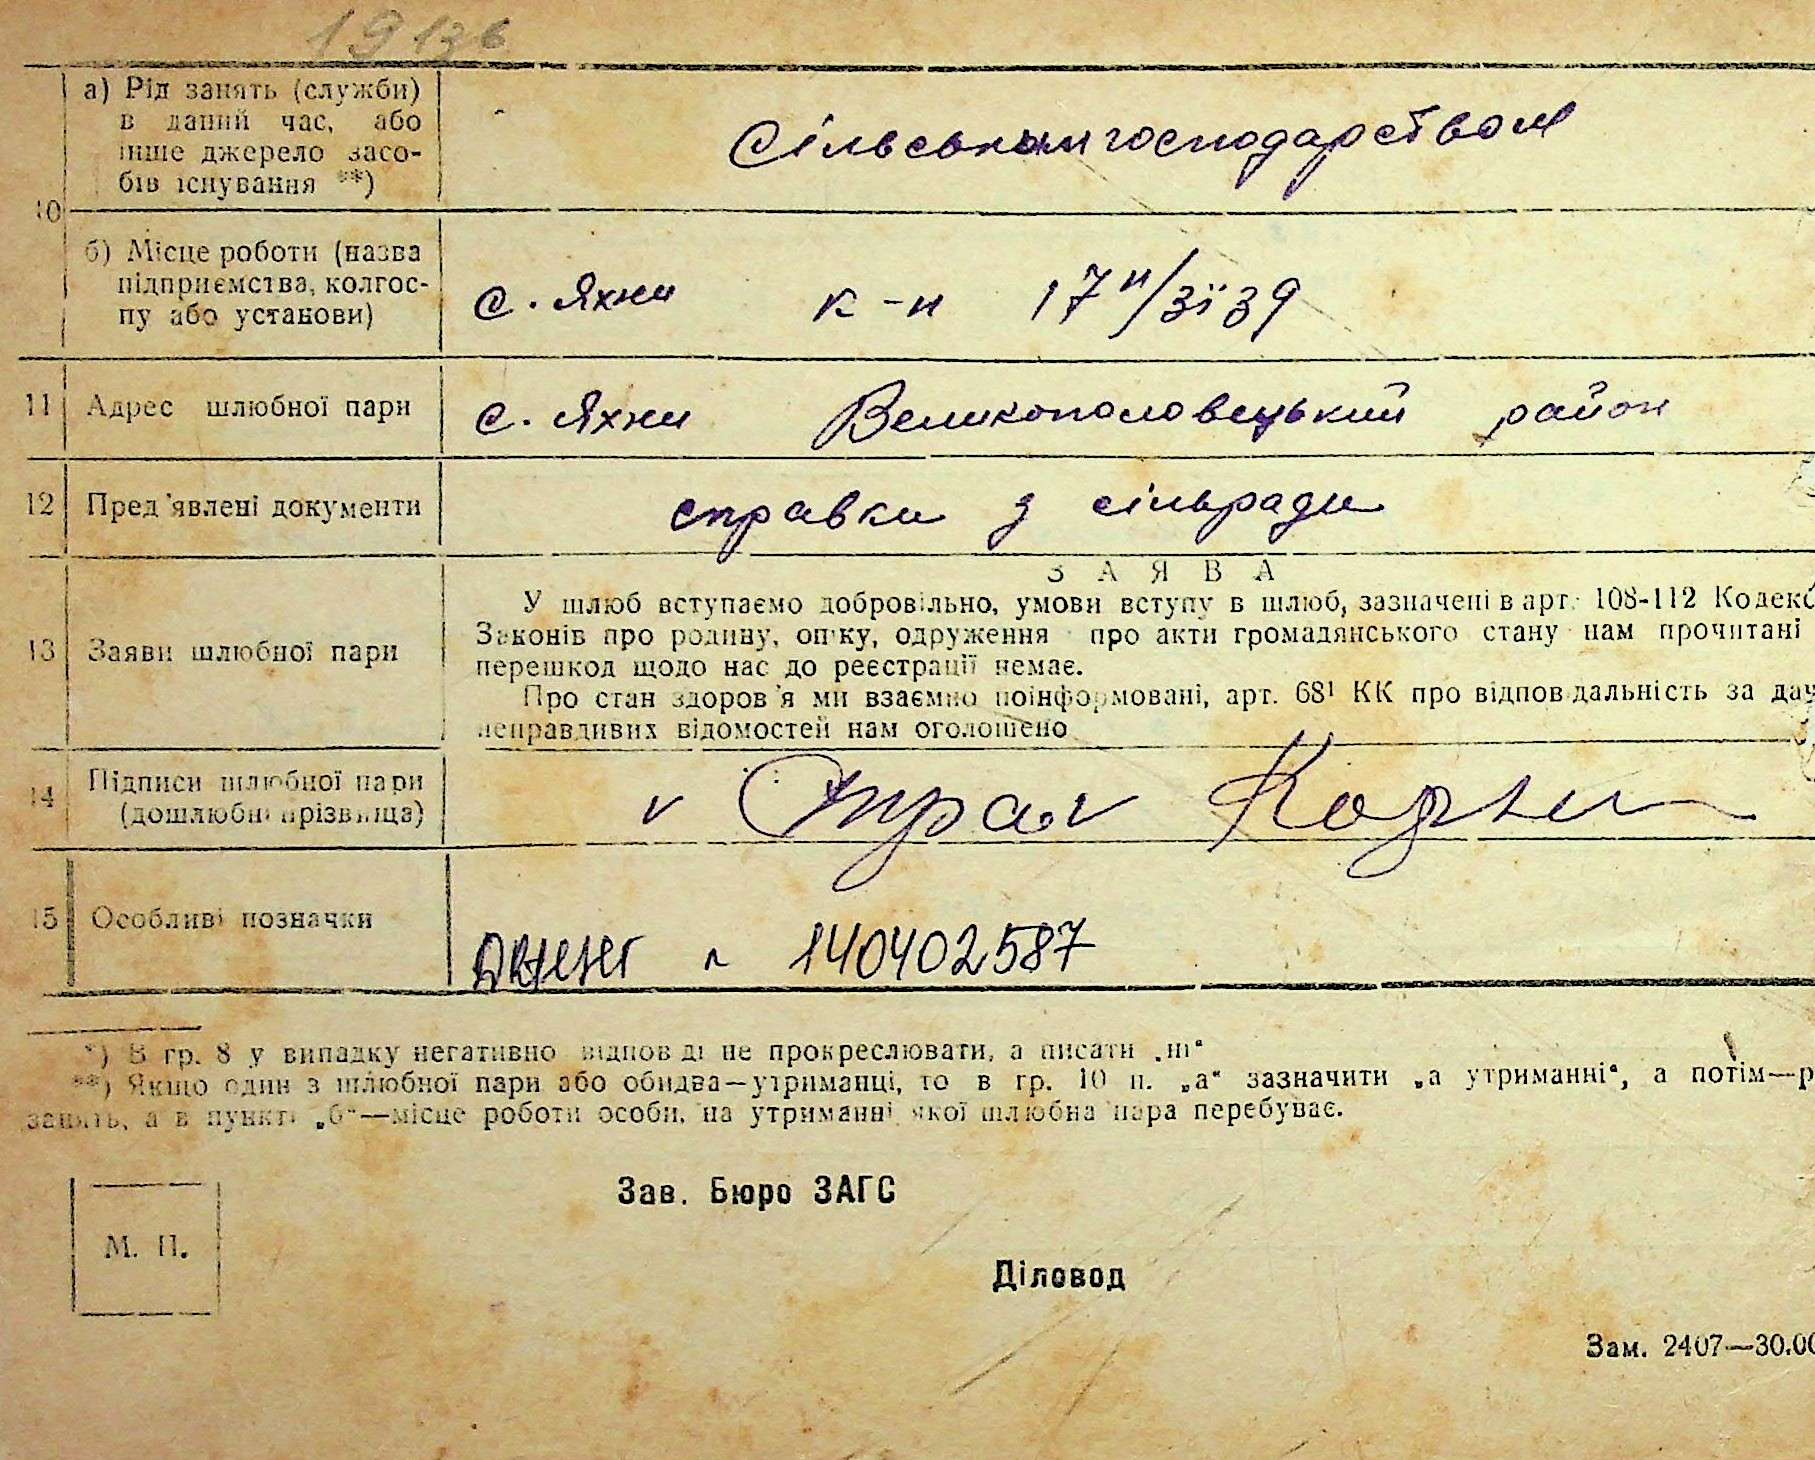 а) Рід занять (служби)
в даний час, або
інше джерело засо-
бів існування **)
Сільським господарством
10
б) Місце роботи (назва
підприємства, колгос-
пу або установи)
с. Яхни к-п
11 Адрес шлюбної пари с. Яхни Великополовецький район
12 Пред'явлені документи справки з сільради
ЗАЯВА
У шлюб вступаємо добровільно, умови вступу в шлюб, зазначені в арт. 108-112 Кодекс
Законів про родину, опіку, одруження про акти громадянського стану нам прочитані
13 Заяви шлюбної пари
перешкод щодо нас до реєстрації немає.
Про стан здоров'я ми взаємно поінформовані, арт. 68¹ КК про відповідальність за дач
неправдивих відомостей нам оголошено
14 Підписи шлюбної пари
(дошлюбні прізвища)
15 Особливі позначки
140402587
*) В гр. 8 у випадку негативно відповіді не прокреслювати, а писати „ні“
**) Якщо один з шлюбної пари або обидва—утриманці, то в гр. 10 п. „а“ зазначити „а утриманні“, а потім—р
занять, а в пункті „б“—місце роботи особи, на утриманні якої шлюбна пара перебуває.
Зав. Бюро ЗАГС
М. П.
Діловод
Зам. 2407—30.00